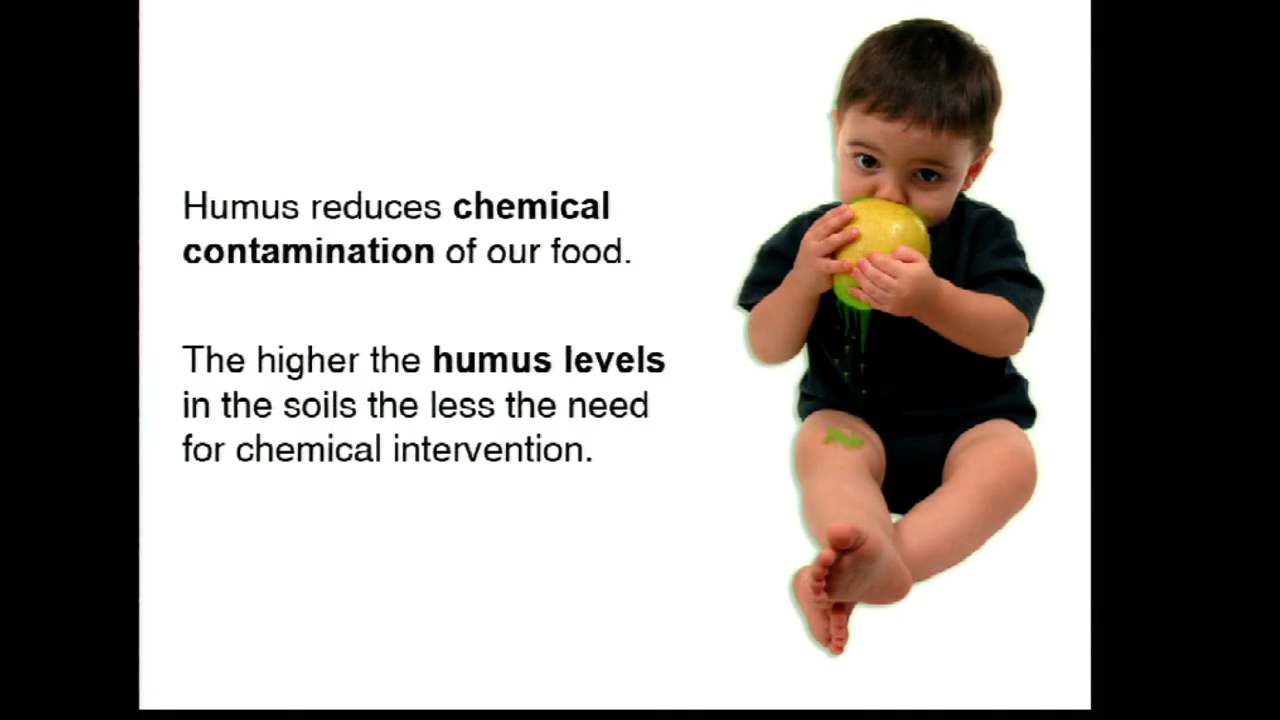 Humus reduces chemical
contamination of our food.
The higher the humus levels
in the soils the less the need
for chemical intervention.